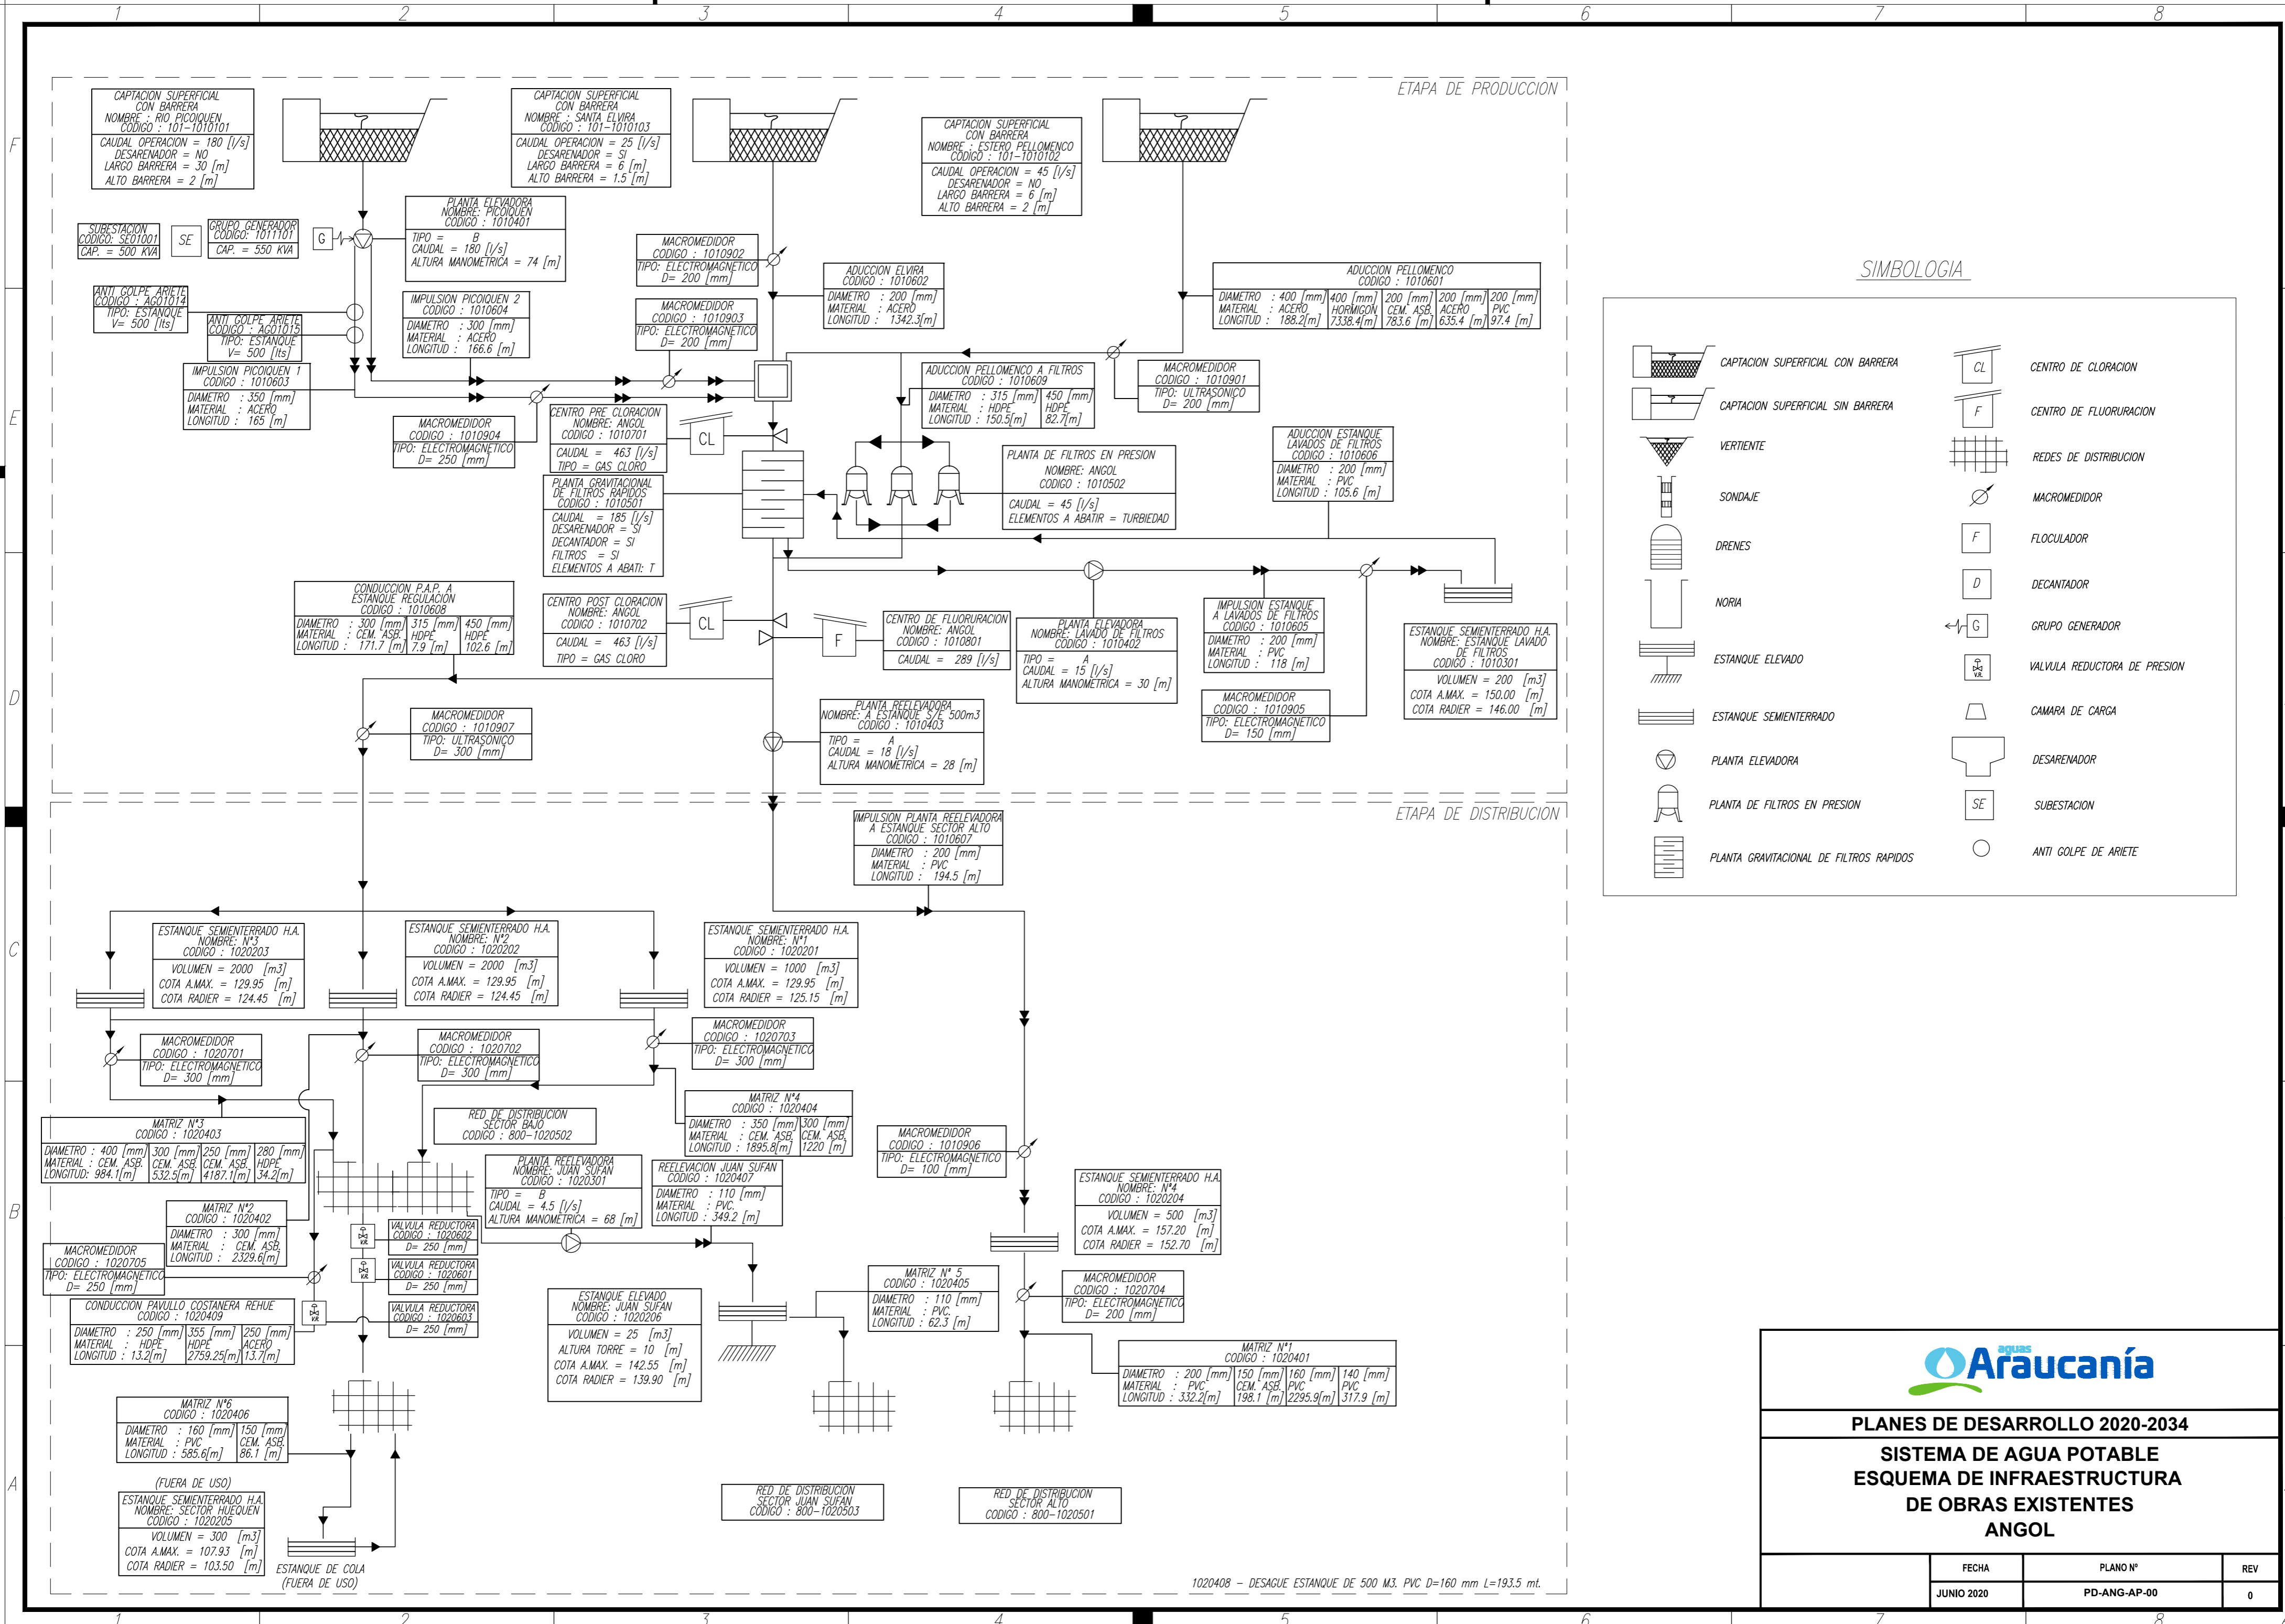 1 2 3 4 5 6 7 8
F
E
D
C
B
A
ETAPA DE PRODUCCION
CAPTACION SUPERFICIAL
CON BARRERA
NOMBRE : RIO PICOIQUEN
CODIGO : 101-1010101
CAUDAL OPERACION = 180 [l/s]
DESARENADOR = NO
LARGO BARRERA = 30 [m]
ALTO BARRERA = 2 [m]
CAPTACION SUPERFICIAL
CON BARRERA
NOMBRE : SANTA ELVIRA
CODIGO : 101-1010103
CAUDAL OPERACION = 25 [l/s]
DESARENADOR = SI
LARGO BARRERA = 6 [m]
ALTO BARRERA = 1.5 [m]
CAPTACION SUPERFICIAL
CON BARRERA
NOMBRE : ESTERO PELLOMENCO
CODIGO : 101-1010102
CAUDAL OPERACION = 45 [l/s]
DESARENADOR = NO
LARGO BARRERA = 6 [m]
ALTO BARRERA = 2 [m]
SUBESTACION
CODIGO: SE01001
CAP. = 500 KVA
SE
GRUPO GENERADOR
CODIGO: 1011101
CAP. = 550 KVA
G
PLANTA ELEVADORA
NOMBRE: PICOIQUEN
CODIGO : 1010401
TIPO = B
CAUDAL = 180 [l/s]
ALTURA MANOMETRICA = 74 [m]
MACROMEDIDOR
CODIGO : 1010902
TIPO: ELECTROMAGNETICO
D= 200 [mm]
ADUCCION ELVIRA
CODIGO : 1010602
DIAMETRO : 200 [mm]
MATERIAL : ACERO
LONGITUD : 1342.3[m]
ADUCCION PELLOMENCO
CODIGO : 1010601
DIAMETRO : 400 [mm] 400 [mm] 200 [mm] 200 [mm] 200 [mm]
MATERIAL : ACERO HORMIGON CEM. ASB. ACERO PVC
LONGITUD : 188.2[m] 7338.4[m] 783.6 [m] 635.4 [m] 97.4 [m]
ANTI GOLPE ARIETE
CODIGO : AG01014
TIPO: ESTANQUE
V= 500 [lts]
ANTI GOLPE ARIETE
CODIGO : AG01015
TIPO: ESTANQUE
V= 500 [lts]
IMPULSION PICOIQUEN 2
CODIGO : 1010604
DIAMETRO : 300 [mm]
MATERIAL : ACERO
LONGITUD : 166.6 [m]
MACROMEDIDOR
CODIGO : 1010903
TIPO: ELECTROMAGNETICO
D= 200 [mm]
IMPULSION PICOIQUEN 1
CODIGO : 1010603
DIAMETRO : 350 [mm]
MATERIAL : ACERO
LONGITUD : 165 [m]
MACROMEDIDOR
CODIGO : 1010904
TIPO: ELECTROMAGNETICO
D= 250 [mm]
CENTRO PRE CLORACION
NOMBRE: ANGOL
CODIGO : 1010701
CAUDAL = 463 [l/s]
TIPO = GAS CLORO
CL
ADUCCION PELLOMENCO A FILTROS
CODIGO : 1010609
DIAMETRO : 315 [mm] 450 [mm]
MATERIAL : HDPE HDPE
LONGITUD : 150.5[m] 82.7[m]
MACROMEDIDOR
CODIGO : 1010901
TIPO: ULTRASONICO
D= 200 [mm]
PLANTA GRAVITACIONAL
DE FILTROS RAPIDOS
CODIGO : 1010501
CAUDAL = 185 [l/s]
DESARENADOR = SI
DECANTADOR = SI
FILTROS = SI
ELEMENTOS A ABATI: T
PLANTA DE FILTROS EN PRESION
NOMBRE: ANGOL
CODIGO : 1010502
CAUDAL = 45 [l/s]
ELEMENTOS A ABATIR = TURBIEDAD
ADUCCION ESTANQUE
LAVADOS DE FILTROS
CODIGO : 1010606
DIAMETRO : 200 [mm]
MATERIAL : PVC
LONGITUD : 105.6 [m]
CONDUCCION P.A.P. A
ESTANQUE REGULACION
CODIGO : 1010608
DIAMETRO : 300 [mm] 315 [mm] 450 [mm]
MATERIAL : CEM. ASB. HDPE HDPE
LONGITUD : 171.7 [m] 7.9 [m] 102.6 [m]
CENTRO POST CLORACION
NOMBRE: ANGOL
CODIGO : 1010702
CAUDAL = 463 [l/s]
TIPO = GAS CLORO
CL
F
CENTRO DE FLUORURACION
NOMBRE: ANGOL
CODIGO : 1010801
CAUDAL = 289 [l/s]
PLANTA ELEVADORA
NOMBRE: LAVADO DE FILTROS
CODIGO : 1010402
TIPO = A
CAUDAL = 15 [l/s]
ALTURA MANOMETRICA = 30 [m]
IMPULSION ESTANQUE
A LAVADOS DE FILTROS
CODIGO : 1010605
DIAMETRO : 200 [mm]
MATERIAL : PVC
LONGITUD : 118 [m]
ESTANQUE SEMIENTERRADO H.A.
NOMBRE: ESTANQUE LAVADO
DE FILTROS
CODIGO : 1010301
VOLUMEN = 200 [m3]
COTA A.MAX. = 150.00 [m]
COTA RADIER = 146.00 [m]
MACROMEDIDOR
CODIGO : 1010905
TIPO: ELECTROMAGNETICO
D= 150 [mm]
MACROMEDIDOR
CODIGO : 1010907
TIPO: ULTRASONICO
D= 300 [mm]
PLANTA REELEVADORA
NOMBRE: A ESTANQUE S/E 500m3
CODIGO : 1010403
TIPO = A
CAUDAL = 18 [l/s]
ALTURA MANOMETRICA = 28 [m]
ETAPA DE DISTRIBUCION
IMPULSION PLANTA REELEVADORA
A ESTANQUE SECTOR ALTO
CODIGO : 1010607
DIAMETRO : 200 [mm]
MATERIAL : PVC
LONGITUD : 194.5 [m]
ESTANQUE SEMIENTERRADO H.A.
NOMBRE: N°3
CODIGO : 1020203
VOLUMEN = 2000 [m3]
COTA A.MAX. = 129.95 [m]
COTA RADIER = 124.45 [m]
ESTANQUE SEMIENTERRADO H.A.
NOMBRE: N°2
CODIGO : 1020202
VOLUMEN = 2000 [m3]
COTA A.MAX. = 129.95 [m]
COTA RADIER = 124.45 [m]
ESTANQUE SEMIENTERRADO H.A.
NOMBRE: N°1
CODIGO : 1020201
VOLUMEN = 1000 [m3]
COTA A.MAX. = 129.95 [m]
COTA RADIER = 125.15 [m]
MACROMEDIDOR
CODIGO : 1020701
TIPO: ELECTROMAGNETICO
D= 300 [mm]
MACROMEDIDOR
CODIGO : 1020702
TIPO: ELECTROMAGNETICO
D= 300 [mm]
MACROMEDIDOR
CODIGO : 1020703
TIPO: ELECTROMAGNETICO
D= 300 [mm]
MATRIZ N°3
CODIGO : 1020403
DIAMETRO : 400 [mm] 300 [mm] 250 [mm] 280 [mm]
MATERIAL : CEM. ASB. CEM. ASB. CEM. ASB. HDPE
LONGITUD: 984.1[m] 532.5[m] 4187.1[m] 34.2[m]
RED DE DISTRIBUCION
SECTOR BAJO
CODIGO : 800-1020502
MATRIZ N°4
CODIGO : 1020404
DIAMETRO : 350 [mm] 300 [mm]
MATERIAL : CEM. ASB. CEM. ASB.
LONGITUD : 1895.8[m] 1220 [m]
MACROMEDIDOR
CODIGO : 1010906
TIPO: ELECTROMAGNETICO
D= 100 [mm]
PLANTA REELEVADORA
NOMBRE: JUAN SUFAN
CODIGO : 1020301
TIPO = B
CAUDAL = 4.5 [l/s]
ALTURA MANOMETRICA = 68 [m]
REELEVACION JUAN SUFAN
CODIGO : 1020407
DIAMETRO : 110 [mm]
MATERIAL : PVC.
LONGITUD : 349.2 [m]
ESTANQUE SEMIENTERRADO H.A.
NOMBRE: N°4
CODIGO : 1020204
VOLUMEN = 500 [m3]
COTA A.MAX. = 157.20 [m]
COTA RADIER = 152.70 [m]
MATRIZ N°2
CODIGO : 1020402
DIAMETRO : 300 [mm]
MATERIAL : CEM. ASB.
LONGITUD : 2329.6[m]
MACROMEDIDOR
CODIGO : 1020705
TIPO: ELECTROMAGNETICO
D= 250 [mm]
V.R.
VALVULA REDUCTORA
CODIGO : 1020602
D= 250 [mm]
V.R.
VALVULA REDUCTORA
CODIGO : 1020601
D= 250 [mm]
V.R.
VALVULA REDUCTORA
CODIGO : 1020603
D= 250 [mm]
CONDUCCION PAVULLO COSTANERA REHUE
CODIGO : 1020409
DIAMETRO : 250 [mm] 355 [mm] 250 [mm]
MATERIAL : HDPE HDPE ACERO
LONGITUD : 13.2[m] 2759.25[m] 13.7[m]
ESTANQUE ELEVADO
NOMBRE: JUAN SUFAN
CODIGO : 1020206
VOLUMEN = 25 [m3]
ALTURA TORRE = 10 [m]
COTA A.MAX. = 142.55 [m]
COTA RADIER = 139.90 [m]
MATRIZ N° 5
CODIGO : 1020405
DIAMETRO : 110 [mm]
MATERIAL : PVC.
LONGITUD : 62.3 [m]
MACROMEDIDOR
CODIGO : 1020704
TIPO: ELECTROMAGNETICO
D= 200 [mm]
MATRIZ N°1
CODIGO : 1020401
DIAMETRO : 200 [mm] 150 [mm] 160 [mm] 140 [mm]
MATERIAL : PVC CEM. ASB. PVC PVC
LONGITUD : 332.2[m] 198.1 [m] 2295.9[m] 317.9 [m]
MATRIZ N°6
CODIGO : 1020406
DIAMETRO : 160 [mm] 150 [mm]
MATERIAL : PVC CEM. ASB.
LONGITUD : 585.6[m] 86.1 [m]
(FUERA DE USO)
ESTANQUE SEMIENTERRADO H.A.
NOMBRE: SECTOR HUEQUEN
CODIGO : 1020205
VOLUMEN = 300 [m3]
COTA A.MAX. = 107.93 [m]
COTA RADIER = 103.50 [m]
ESTANQUE DE COLA
(FUERA DE USO)
RED DE DISTRIBUCION
SECTOR JUAN SUFAN
CODIGO : 800-1020503
RED DE DISTRIBUCION
SECTOR ALTO
CODIGO : 800-1020501
1020408 - DESAGUE ESTANQUE DE 500 M3. PVC D=160 mm L=193.5 mt.
SIMBOLOGIA
CAPTACION SUPERFICIAL CON BARRERA
CAPTACION SUPERFICIAL SIN BARRERA
VERTIENTE
SONDAJE
DRENES
NORIA
ESTANQUE ELEVADO
ESTANQUE SEMIENTERRADO
PLANTA ELEVADORA
PLANTA DE FILTROS EN PRESION
PLANTA GRAVITACIONAL DE FILTROS RAPIDOS
CL CENTRO DE CLORACION
F CENTRO DE FLUORURACION
REDES DE DISTRIBUCION
MACROMEDIDOR
F FLOCULADOR
D DECANTADOR
G GRUPO GENERADOR
V.R. VALVULA REDUCTORA DE PRESION
CAMARA DE CARGA
DESARENADOR
SE SUBESTACION
ANTI GOLPE DE ARIETE
aguas
Araucanía
PLANES DE DESARROLLO 2020-2034
SISTEMA DE AGUA POTABLE
ESQUEMA DE INFRAESTRUCTURA
DE OBRAS EXISTENTES
ANGOL
FECHA PLANO Nº REV
JUNIO 2020 PD-ANG-AP-00 0
1 2 3 4 5 6 7 8